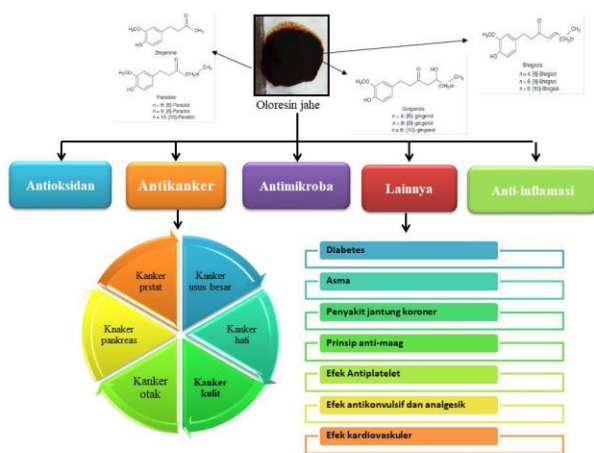 Zingerone
Paradols
n = 6: [6]-Paradol
n = 8: [8]-Paradol
n = 10: [10]-Paradol
Oloresin jahe
Gingerols
n = 4: [6]-gingerol
n = 6: [8]-gingerol
n = 8: [10]-gingerol
Shogaols
n = 4: [6]-Shogaol
n = 6: [8]-Shogaol
n = 8: [10]-Shogaol
Antioksidan
Antikanker
Antimikroba
Lainnya
Anti-inflamasi
Kanker
prstat
Kanker
usus besar
Knaker
pankreas
Kanker
hati
Kanker
otak
Kanker
kulit
Diabetes
Asma
Penyakit jantung koroner
Prinsip anti-maag
Efek Antiplatelet
Efek antikonvulsif dan analgesik
Efek kardiovaskuler